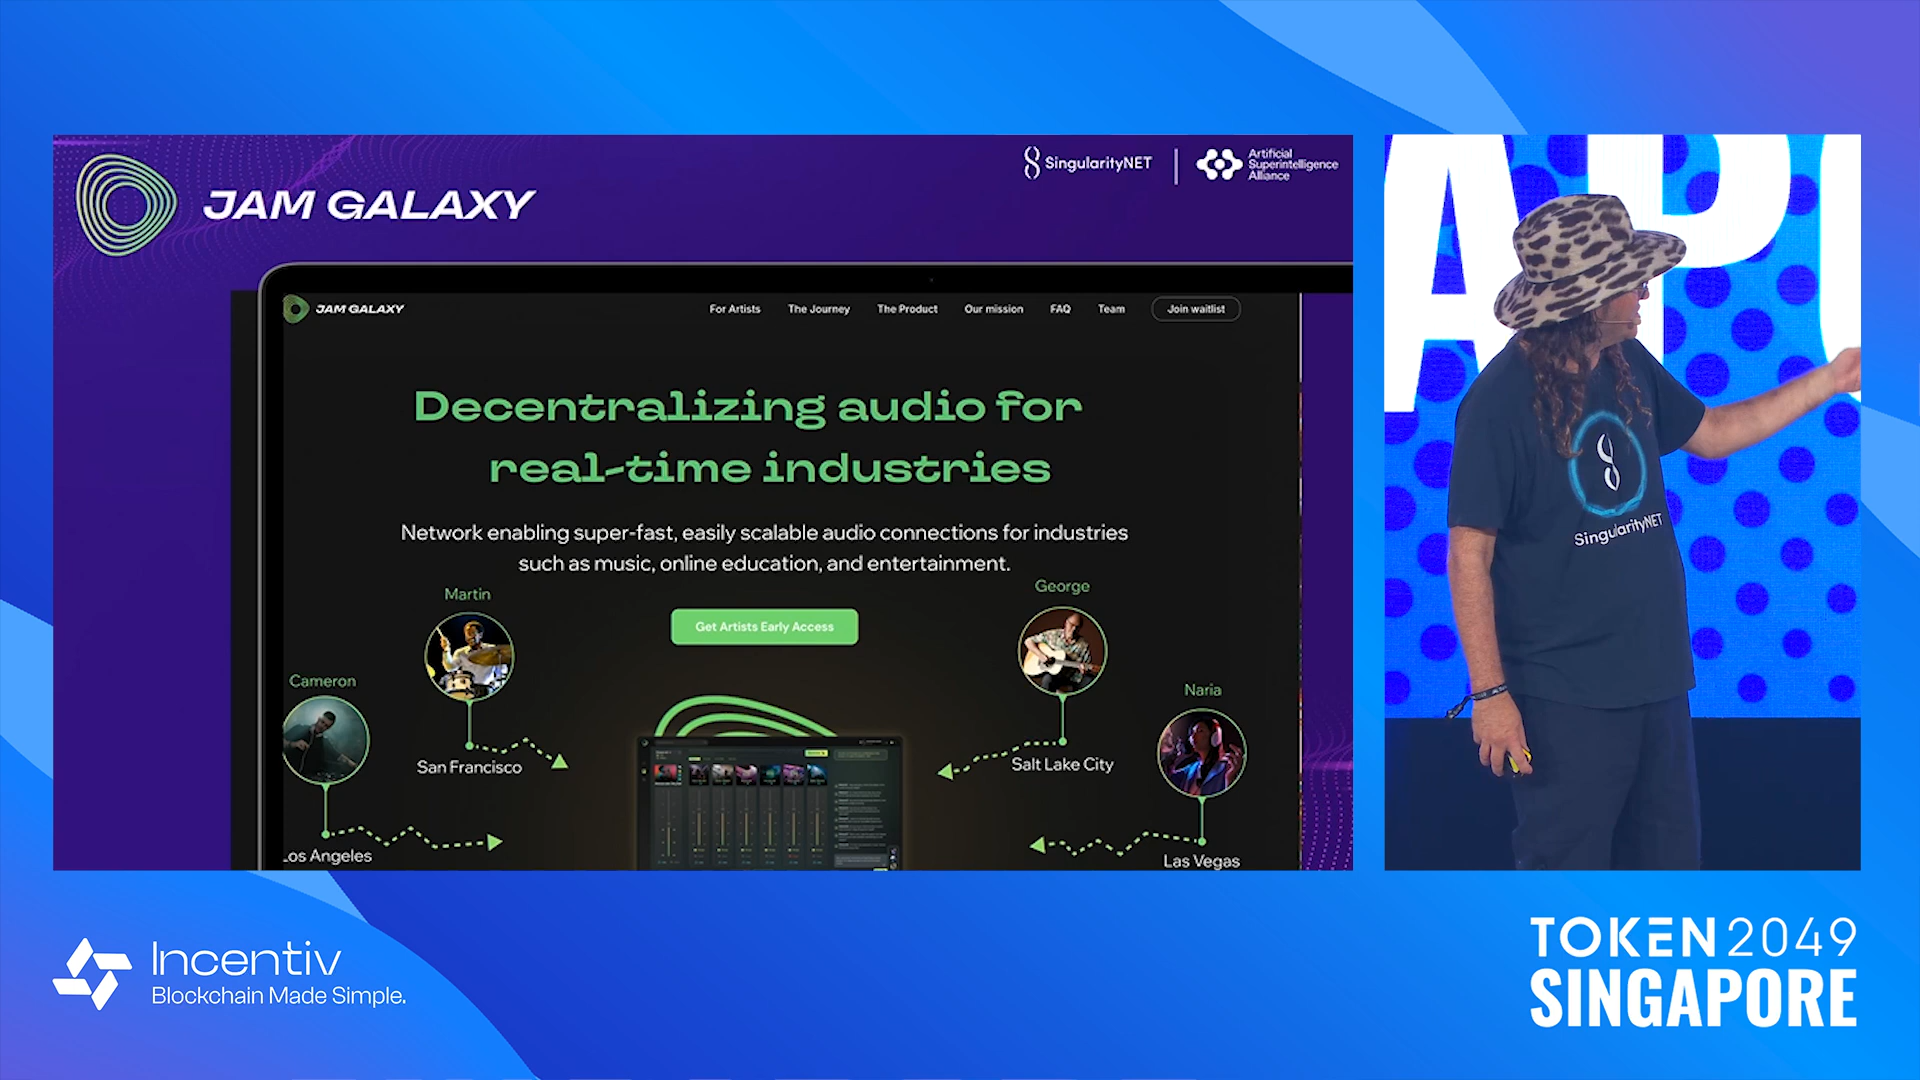 JAM GALAXY
SingularityNET
Artificial
Superintelligence
Alliance
JAM GALAXY
For Artists
The Journey
The Product
Our mission
FAQ
Team
Join waitlist
Decentralizing audio for
real-time industries
Network enabling super-fast, easily scalable audio connections for industries
such as music, online education, and entertainment.
Martin
George
Get Artists Early Access
Cameron
Naria
San Francisco
Salt Lake City
Los Angeles
Las Vegas
AP
SingularityNET
Incentiv
Blockchain Made Simple.
TOKEN2049
SINGAPORE